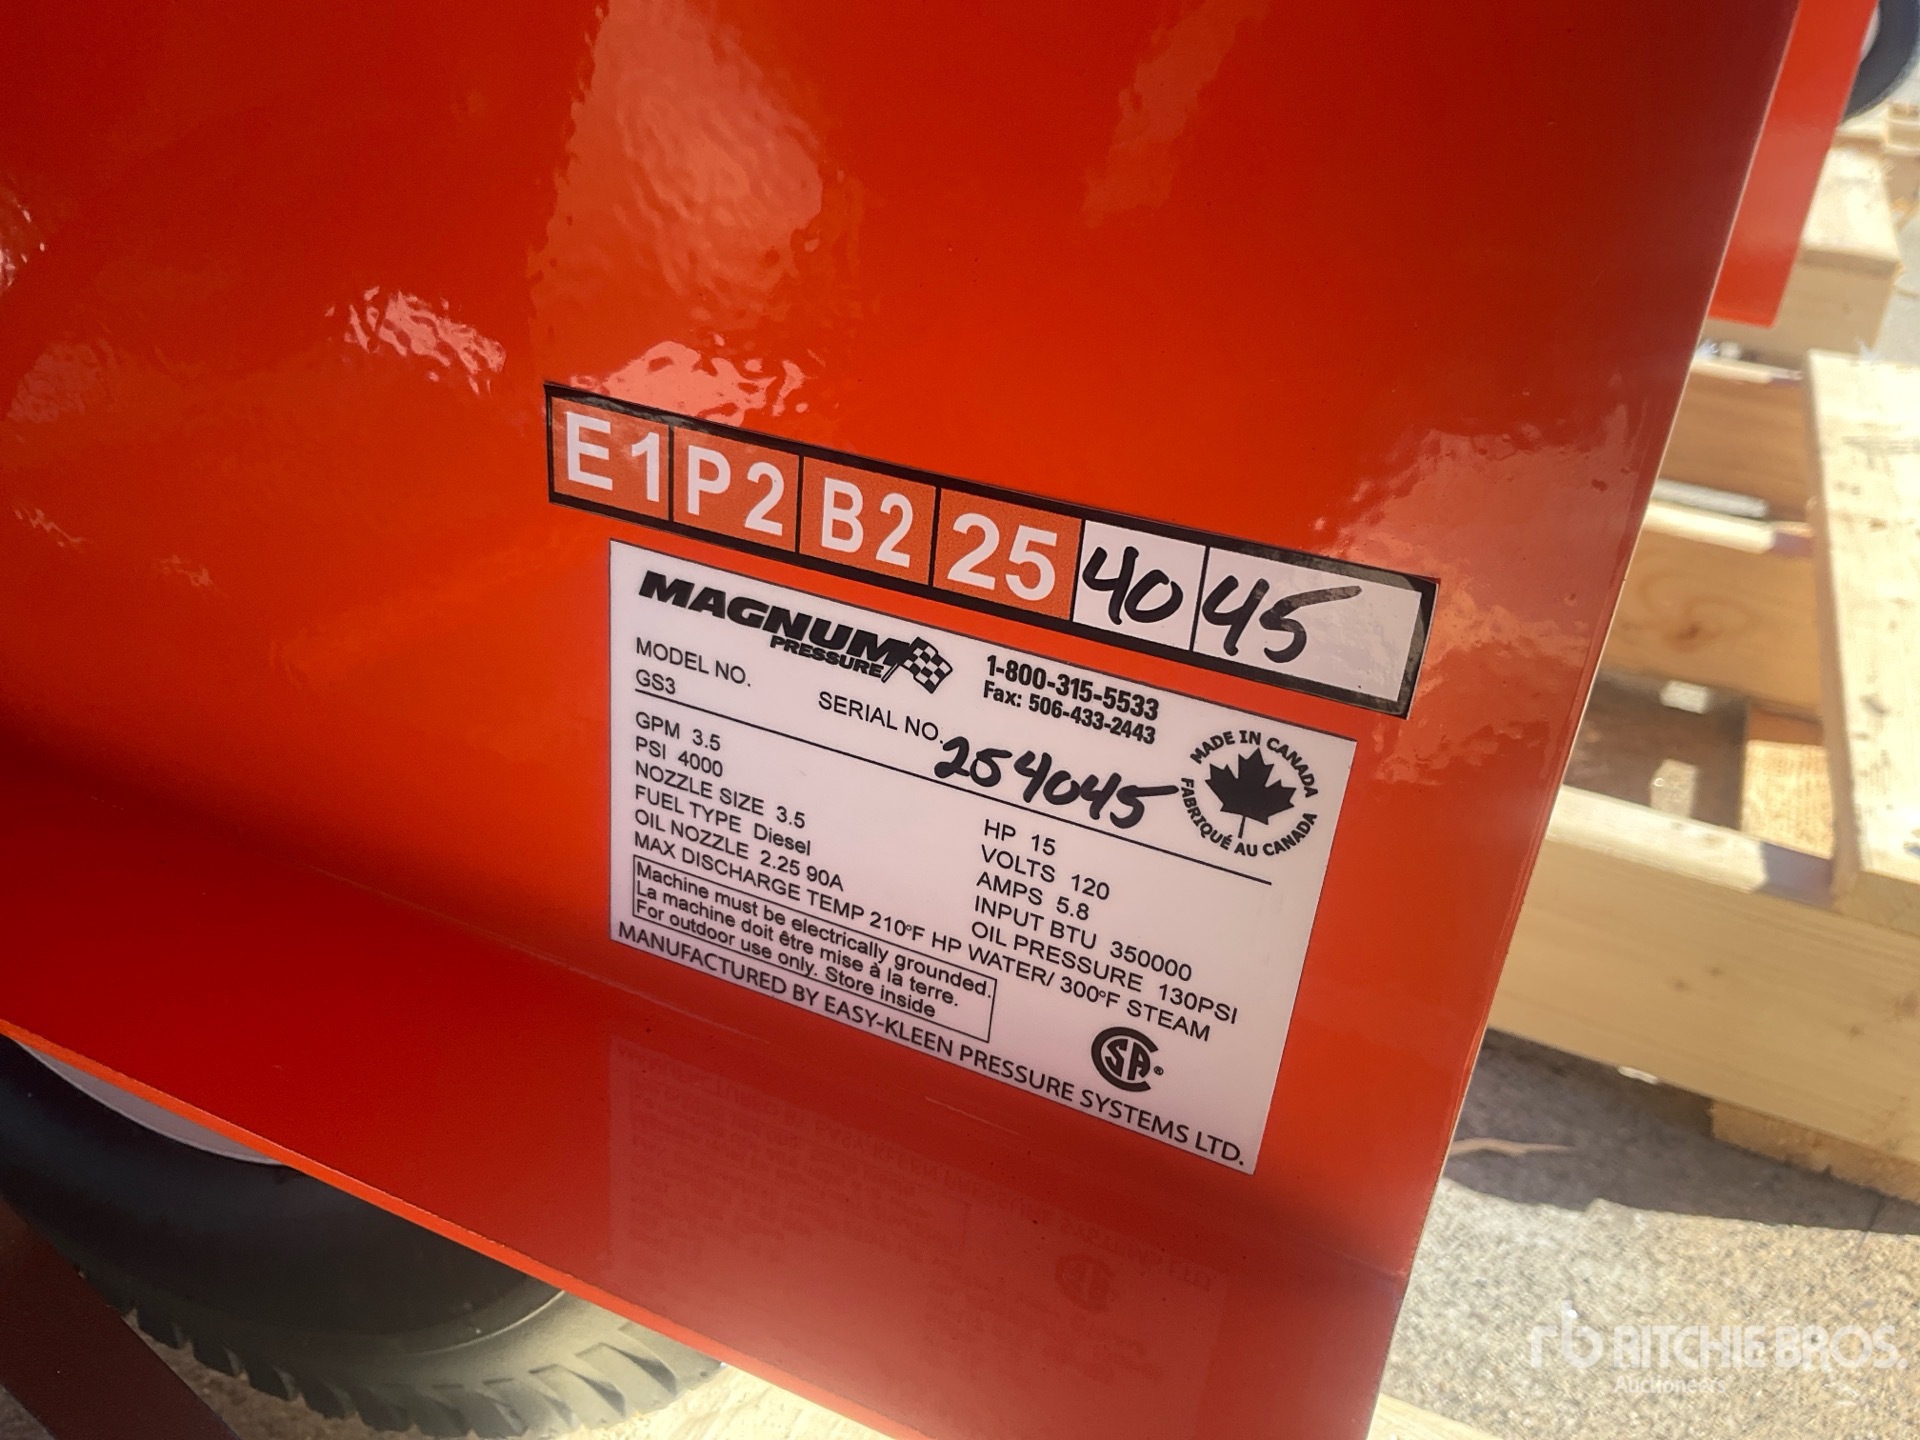 E1 P2 B2 25 40 45
MAGNUM
PRESSURE
1-800-315-5533
Fax: 506-433-2443
MODEL NO.
GS3
SERIAL NO. 254045
MADE IN CANADA
FABRIQUÉ AU CANADA
GPM 3.5
PSI 4000
NOZZLE SIZE 3.5
FUEL TYPE Diesel
OIL NOZZLE 2.25 90A
HP 15
VOLTS 120
AMPS 5.8
INPUT BTU 350000
OIL PRESSURE 130PSI
MAX DISCHARGE TEMP 210°F HP WATER/ 300°F STEAM
Machine must be electrically grounded.
La machine doit être mise à la terre.
For outdoor use only. Store inside
SA®
MANUFACTURED BY EASY-KLEEN PRESSURE SYSTEMS LTD.
rb RITCHIE BROS.
Auctioneers